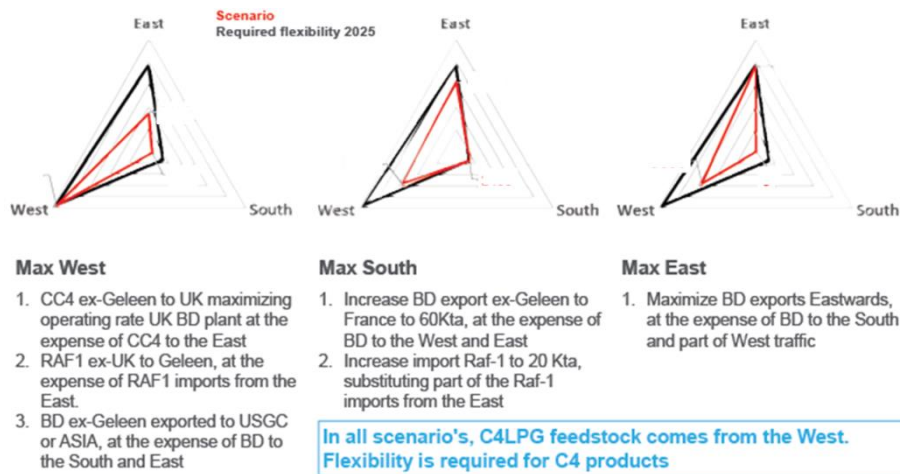 Scenario
Required flexibility 2025
East
West
South
East
West
South
East
West
South
Max West
1. CC4 ex-Geleen to UK maximizing
operating rate UK BD plant at the
expense of CC4 to the East
2. RAF1 ex-UK to Geleen, at the
expense of RAF1 imports from the
East.
3. BD ex-Geleen exported to USGC
or ASIA, at the expense of BD to
the South and East
Max South
1. Increase BD export ex-Geleen to
France to 60Kta, at the expense of
BD to the West and East
2. Increase import Raf-1 to 20 Kta,
substituting part of the Raf-1
imports from the East
Max East
1. Maximize BD exports Eastwards,
at the expense of BD to the South
and part of West traffic
In all scenario's, C4LPG feedstock comes from the West.
Flexibility is required for C4 products